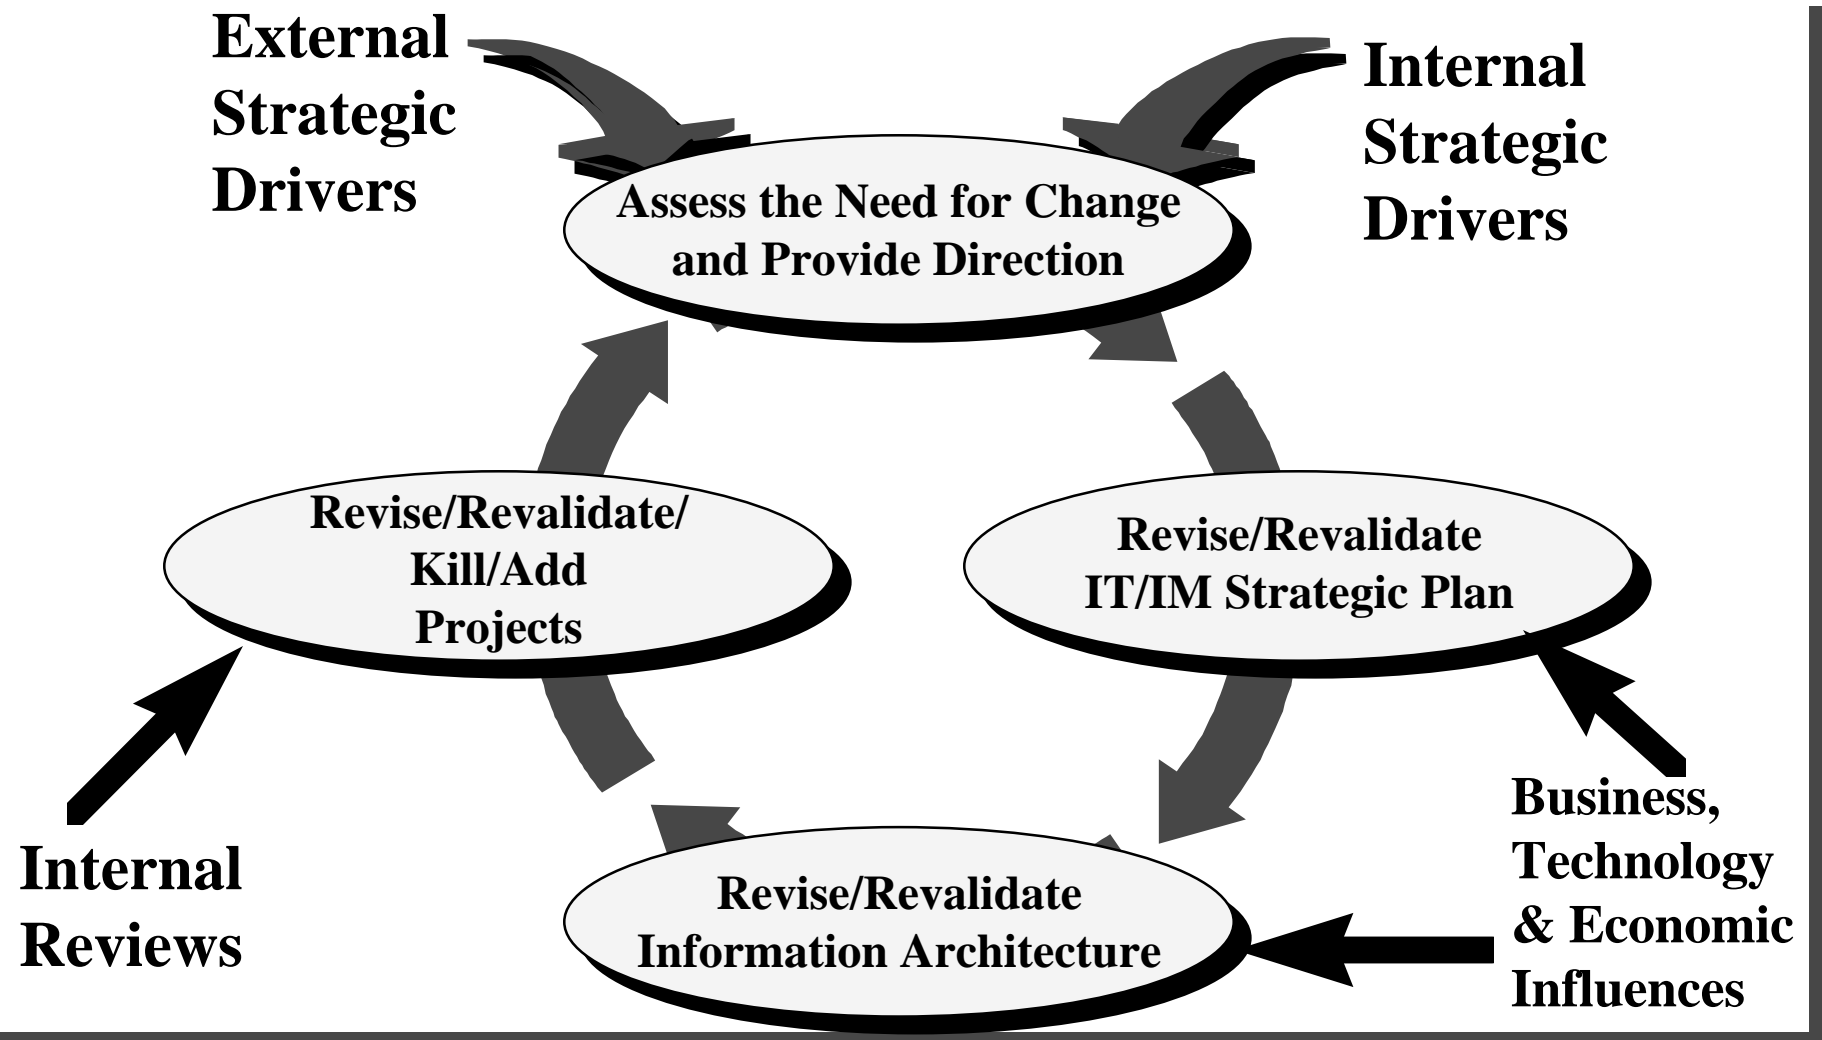 External
Strategic
Drivers
Internal
Strategic
Drivers
Assess the Need for Change
and Provide Direction
Revise/Revalidate/
Kill/Add
Projects
Revise/Revalidate
IT/IM Strategic Plan
Internal
Reviews
Revise/Revalidate
Information Architecture
Business,
Technology
& Economic
Influences